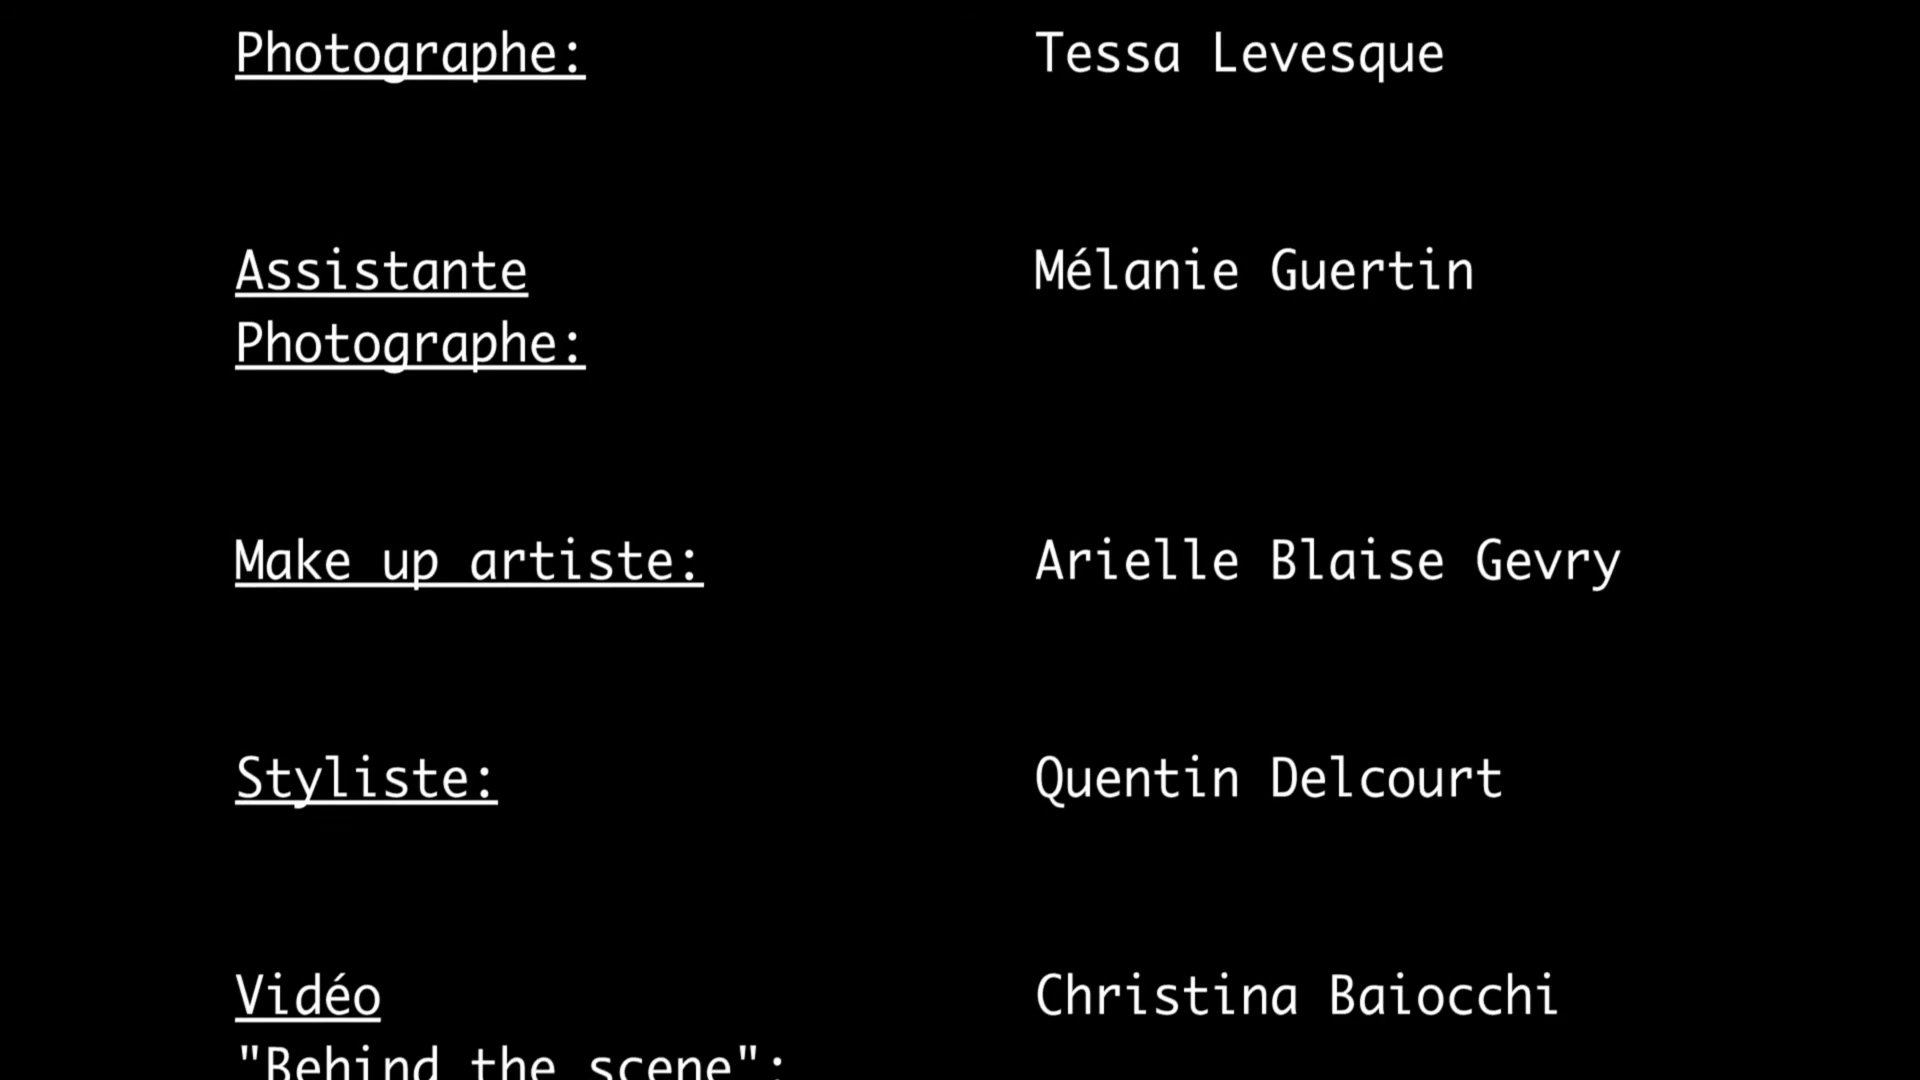 Photographe: Tessa Levesque
Assistante Mélanie Guertin
Photographe:
Make up artiste: Arielle Blaise Gevry
Styliste: Quentin Delcourt
Vidéo Christina Baiocchi
"Behind the scene":